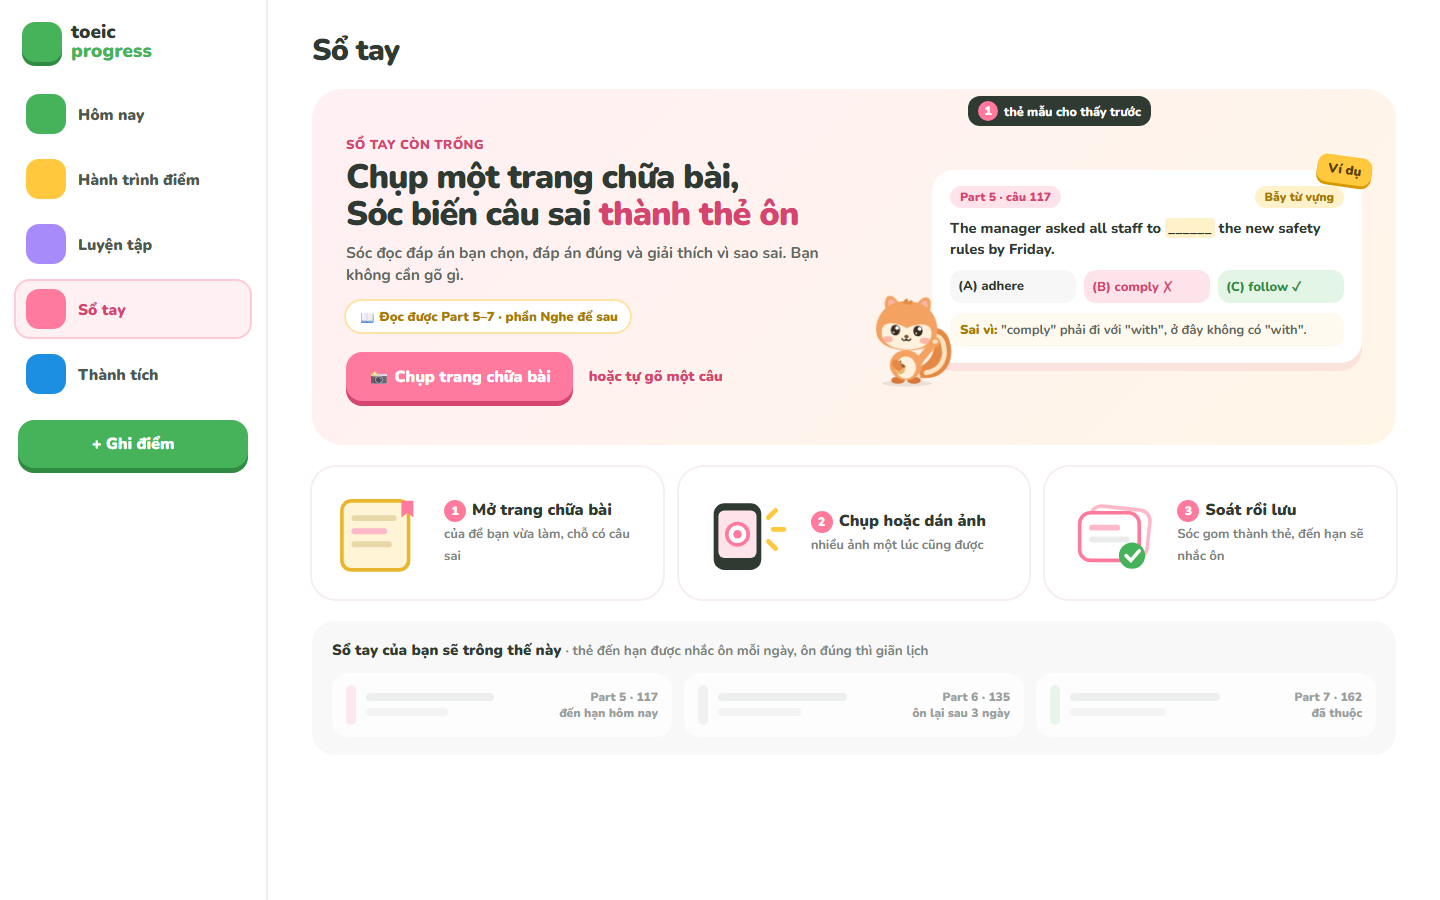 toeic
progress
Hôm nay
Hành trình điểm
Luyện tập
Sổ tay
Thành tích
+ Ghi điểm
Sổ tay
SỔ TAY CÒN TRỐNG
Chụp một trang chữa bài,
Sóc biến câu sai thành thẻ ôn
Sóc đọc đáp án bạn chọn, đáp án đúng và giải thích vì sao sai. Bạn
không cần gõ gì.
📖 Đọc được Part 5–7 · phần Nghe để sau
📸 Chụp trang chữa bài
hoặc tự gõ một câu
1 thẻ mẫu cho thấy trước
Ví dụ
Part 5 · câu 117
Bẫy từ vựng
The manager asked all staff to ______ the new safety
rules by Friday.
(A) adhere
(B) comply ✗
(C) follow ✓
Sai vì: "comply" phải đi với "with", ở đây không có "with".
1 Mở trang chữa bài
của đề bạn vừa làm, chỗ có câu
sai
2 Chụp hoặc dán ảnh
nhiều ảnh một lúc cũng được
3 Soát rồi lưu
Sóc gom thành thẻ, đến hạn sẽ
nhắc ôn
Sổ tay của bạn sẽ trông thế này · thẻ đến hạn được nhắc ôn mỗi ngày, ôn đúng thì giãn lịch
Part 5 · 117
đến hạn hôm nay
Part 6 · 135
ôn lại sau 3 ngày
Part 7 · 162
đã thuộc